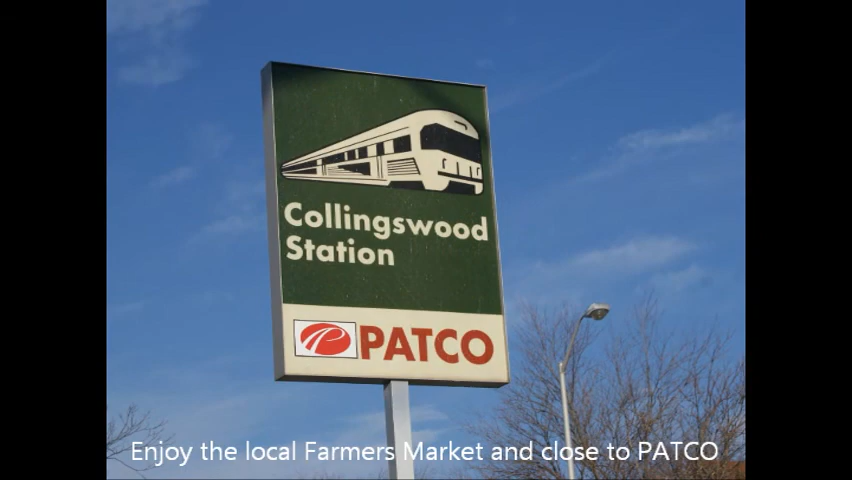 Collingswood
Station
PATCO
Enjoy the local Farmers Market and close to PATCO